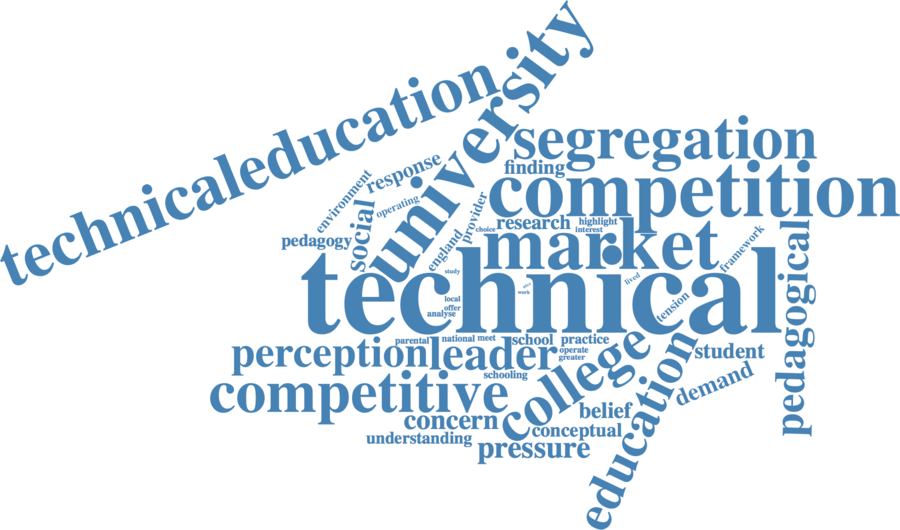 technicaleducation
university
segregation
finding
competition
response
environment
operating
social
pedagogy
provider
choice
research
highlight
interest
england
market
framework
pedagogical
technical
study
lived
work
local
offer
analyse
tension
parental
national
meet
school
practice
perception
leader
operate
greater
college
student
schooling
competitive
education
demand
concern
belief
understanding
conceptual
pressure